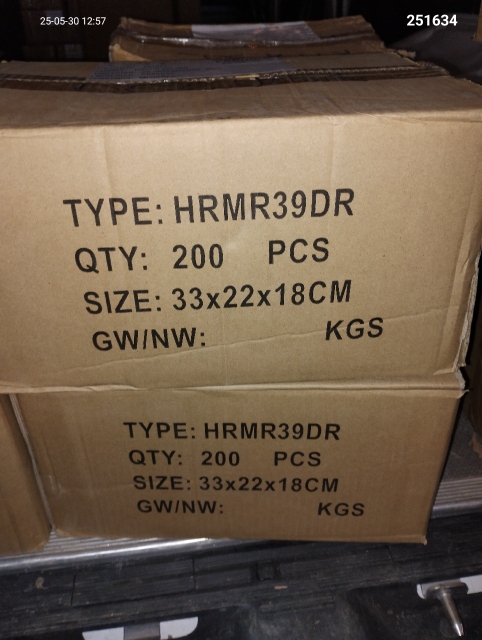 25-05-30 12:57
251634
TYPE: HRMR39DR
QTY: 200 PCS
SIZE: 33x22x18CM
GW/NW: KGS
TYPE: HRMR39DR
QTY: 200 PCS
SIZE: 33x22x18CM
GW/NW: KGS